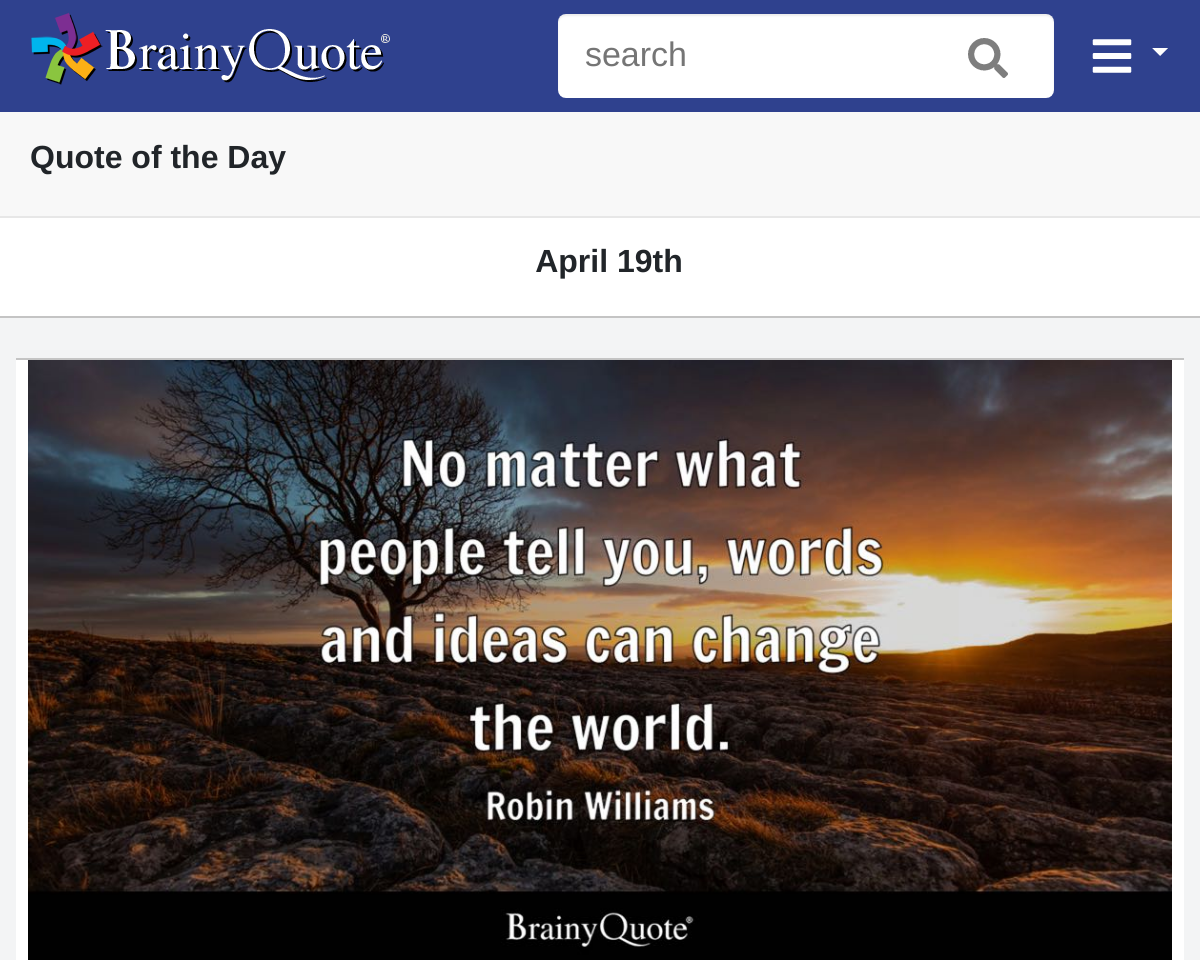 BrainyQuote®
search
Quote of the Day
April 19th
No matter what
people tell you, words
and ideas can change
the world.
Robin Williams
BrainyQuote®